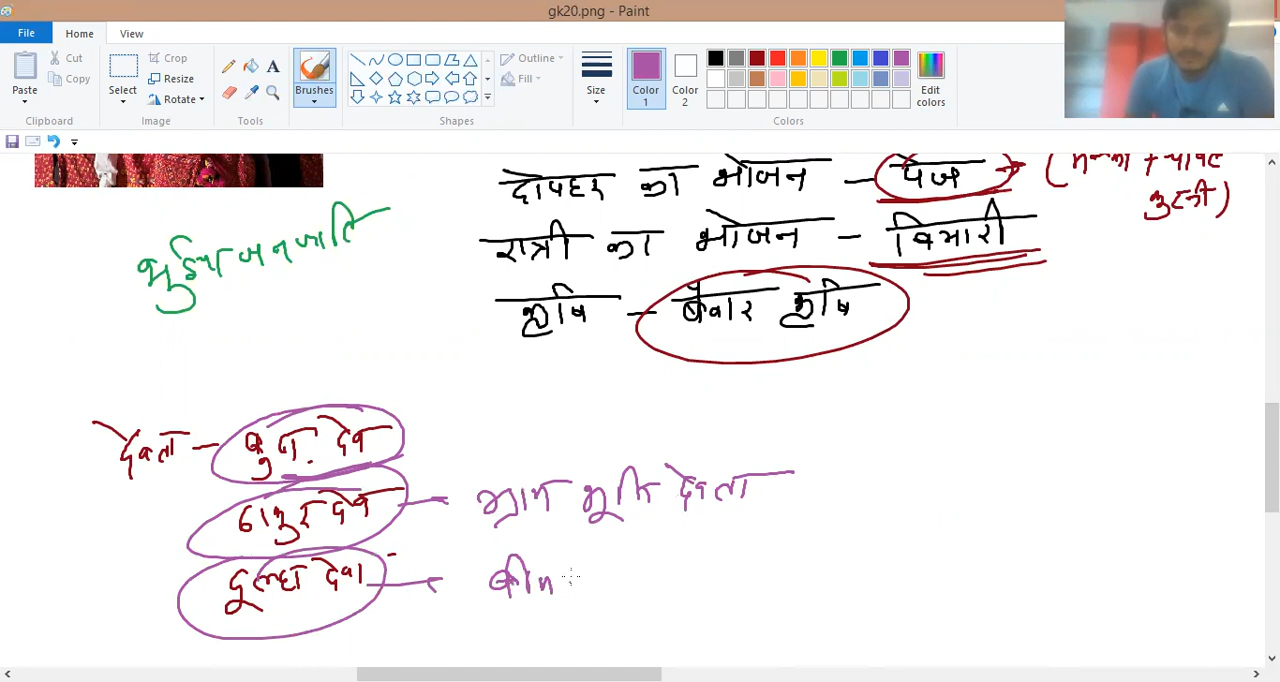 gk20.png - Paint
File Home View
Paste Cut Copy Select Crop Resize Rotate Brushes Outline Fill Size Color 1 Color 2 Edit colors
Clipboard Image Tools Shapes Colors
दोपहर का भोजन - पेज
रात्री का भोजन - बियारी
कृषि - बेवार कृषि
जनजाति
देवता - बुढ़ा देव
ठाकुर देव - ग्राम भूमि देवता
दुल्हा देव -